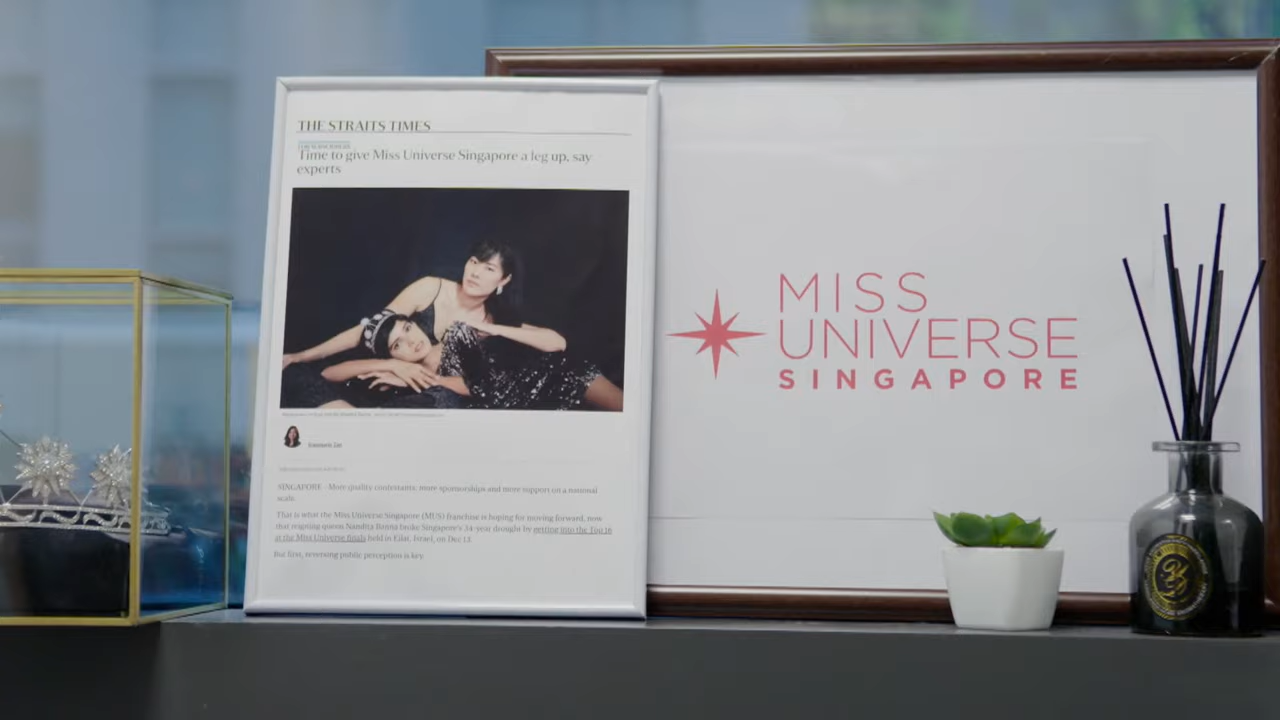 THE STRAITS TIMES
Time to give Miss Universe Singapore a leg up, say
experts
SINGAPORE - More quality contestants, more sponsorships and more support on a national
scale.
That is what the Miss Universe Singapore (MUS) franchise is hoping for moving forward, now
that reigning queen Nandita Banna broke Singapore's 34-year drought by getting into the Top 16
at the Miss Universe finals held in Eilat, Israel, on Dec 13.
But first, reversing public perception is key.
MISS
UNIVERSE
SINGAPORE